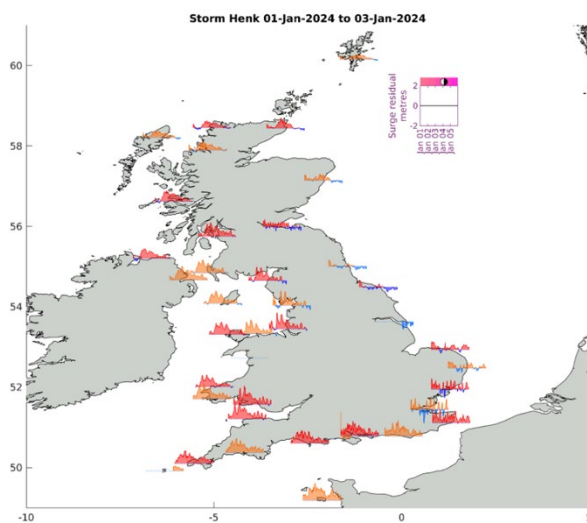 Storm Henk 01-Jan-2024 to 03-Jan-2024
60
58
56
54
52
50
-10
-5
0
Surge residual
metres
2
0
-2
Jan 01
Jan 02
Jan 03
Jan 04
Jan 05